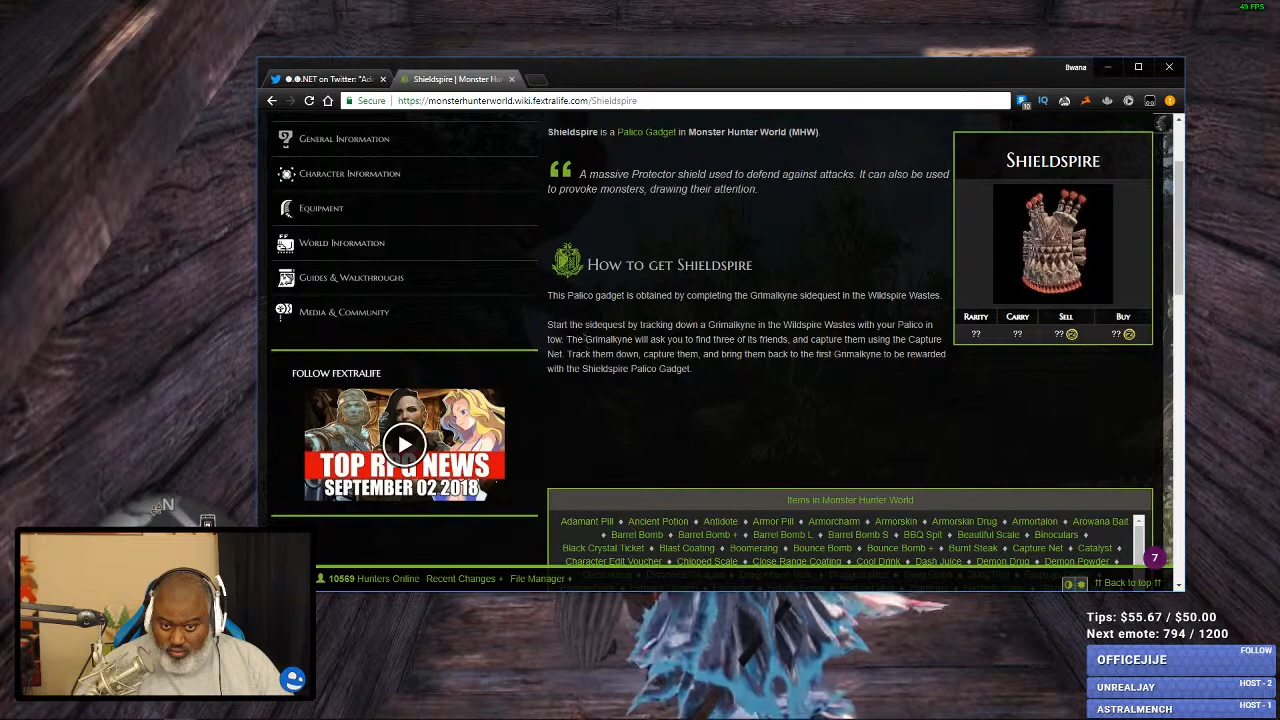 49 FPS
●.●.NET on Twitter: "Ad
Shieldspire | Monster Hu
Bwana
Secure
https://monsterhunterworld.wiki.fextralife.com/Shieldspire
10
IQ
General Information
Character Information
Equipment
World Information
Guides & Walkthroughs
Media & Community
FOLLOW FEXTRALIFE
TOP RPG NEWS
SEPTEMBER 02 2018
Shieldspire is a Palico Gadget in Monster Hunter World (MHW).
A massive Protector shield used to defend against attacks. It can also be used
to provoke monsters, drawing their attention.
How to get Shieldspire
This Palico gadget is obtained by completing the Grimalkyne sidequest in the Wildspire Wastes.
Start the sidequest by tracking down a Grimalkyne in the Wildspire Wastes with your Palico in
tow. The Grimalkyne will ask you to find three of its friends, and capture them using the Capture
Net. Track them down, capture them, and bring them back to the first Grimalkyne to be rewarded
with the Shieldspire Palico Gadget.
Shieldspire
Rarity Carry Sell Buy
?? ?? ?? ??
Items in Monster Hunter World
Adamant Pill ♦ Ancient Potion ♦ Antidote ♦ Armor Pill ♦ Armorcharm ♦ Armorskin ♦ Armorskin Drug ♦ Armortalon ♦ Arowana Bait
♦ Barrel Bomb ♦ Barrel Bomb + ♦ Barrel Bomb L ♦ Barrel Bomb S ♦ BBQ Spit ♦ Beautiful Scale ♦ Binoculars ♦
Black Crystal Ticket ♦ Blast Coating ♦ Boomerang ♦ Bounce Bomb ♦ Bounce Bomb + ♦ Burnt Steak ♦ Capture Net ♦ Catalyst ♦
Character Edit Voucher ♦ Chipped Scale ♦ Close Range Coating ♦ Cool Drink ♦ Dash Juice ♦ Demon Drug ♦ Demon Powder ♦
7
10569 Hunters Online Recent Changes + File Manager +
⇈ Back to top ⇈
N
Tips: $55.67 / $50.00
Next emote: 794 / 1200
OFFICEJIJE FOLLOW
UNREALJAY HOST - 2
ASTRALMENCH HOST - 1